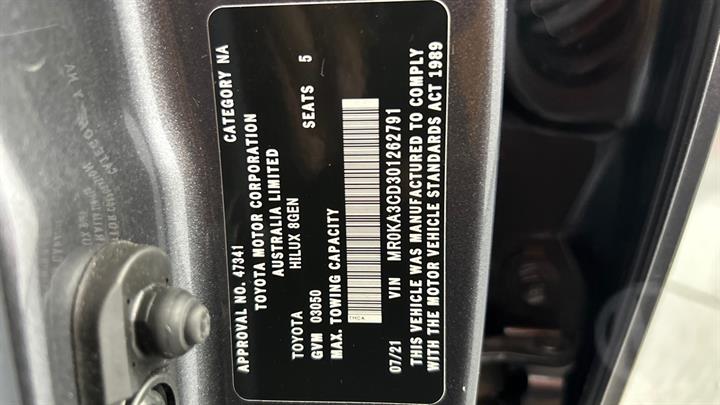 APPROVAL NO. 47341 CATEGORY NA
TOYOTA MOTOR CORPORATION
AUSTRALIA LIMITED
TOYOTA HILUX 8GEN
GVM 03050 SEATS 5
MAX. TOWING CAPACITY
THCA
07/21 VIN MR0KA3CD301262791
THIS VEHICLE WAS MANUFACTURED TO COMPLY
WITH THE MOTOR VEHICLE STANDARDS ACT 1989